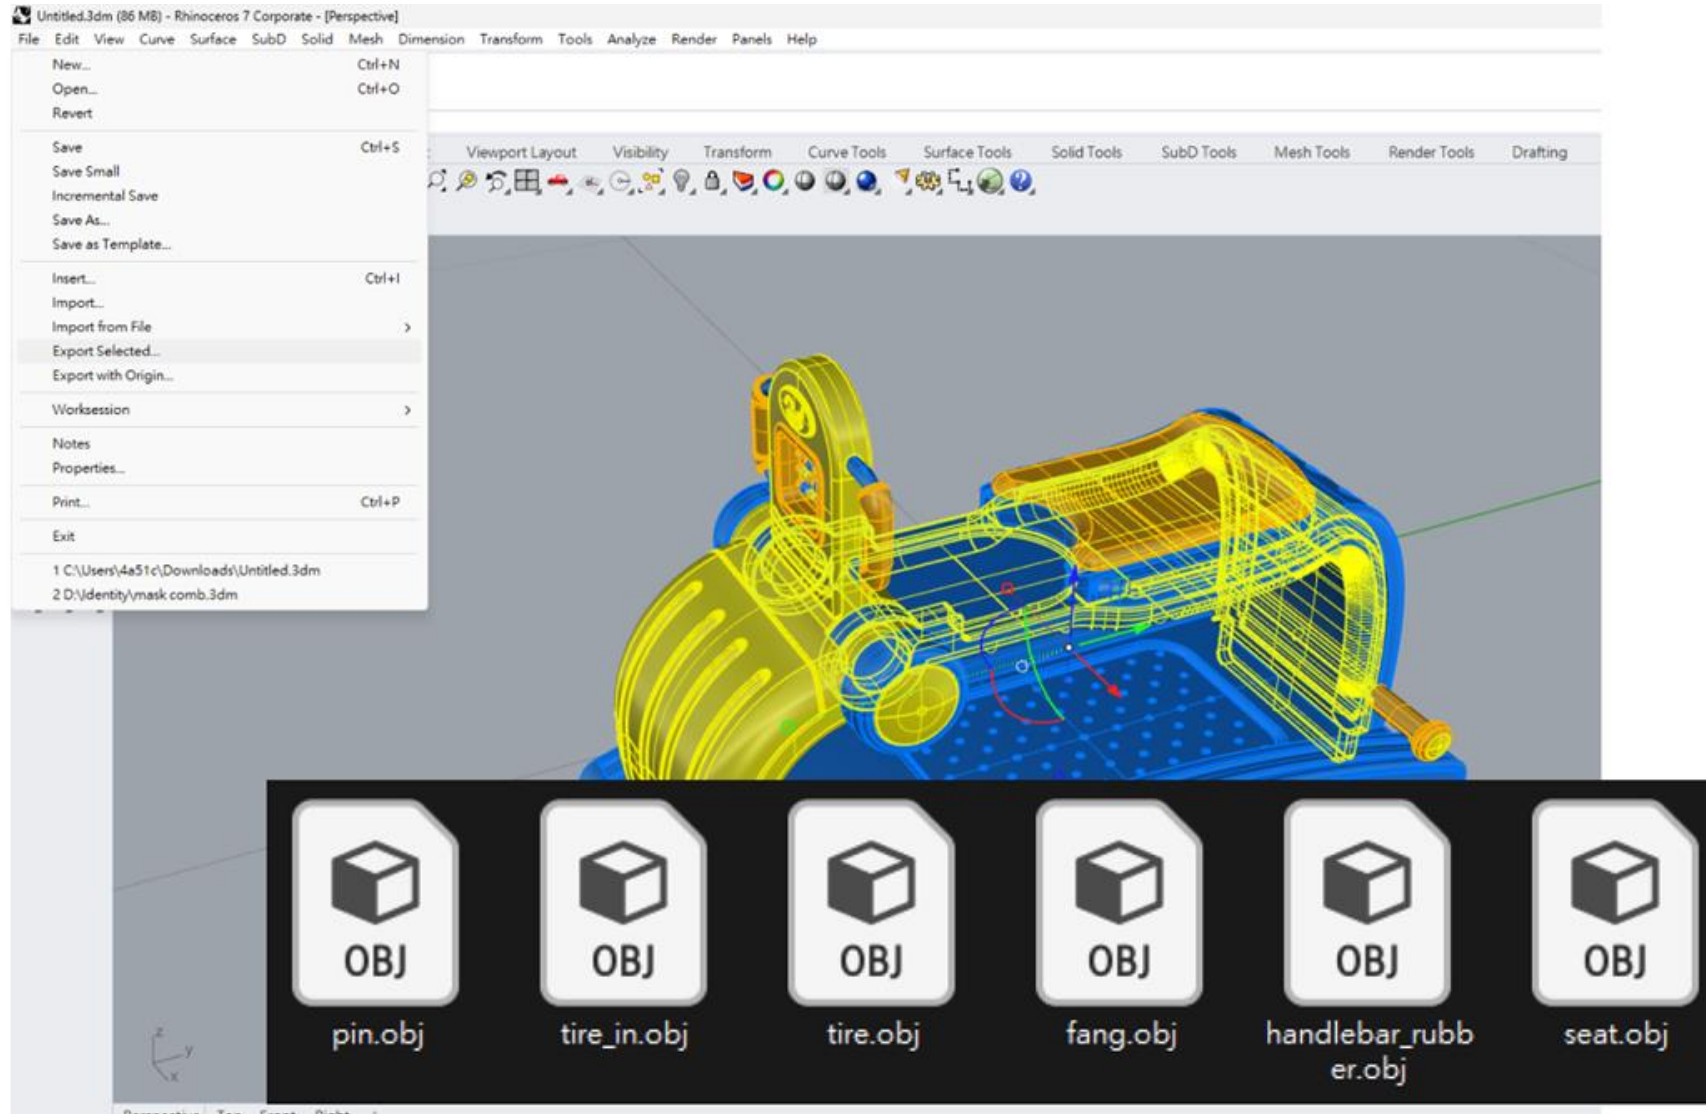 Untitled.3dm (86 MB) - Rhinoceros 7 Corporate - [Perspective]
File Edit View Curve Surface SubD Solid Mesh Dimension Transform Tools Analyze Render Panels Help
New... Ctrl+N
Open... Ctrl+O
Revert
Save Ctrl+S
Save Small
Incremental Save
Save As...
Save as Template...
Insert... Ctrl+I
Import...
Import from File
Export Selected...
Export with Origin...
Worksession
Notes
Properties...
Print... Ctrl+P
Exit
1 C:\Users\4a51c\Downloads\Untitled.3dm
2 D:\Identity\mask comb.3dm
Viewport Layout Visibility Transform Curve Tools Surface Tools Solid Tools SubD Tools Mesh Tools Render Tools Drafting
OBJ OBJ OBJ OBJ OBJ OBJ
pin.obj tire_in.obj tire.obj fang.obj handlebar_rubb seat.obj
er.obj
z
y
x
Perspective Top Front Right